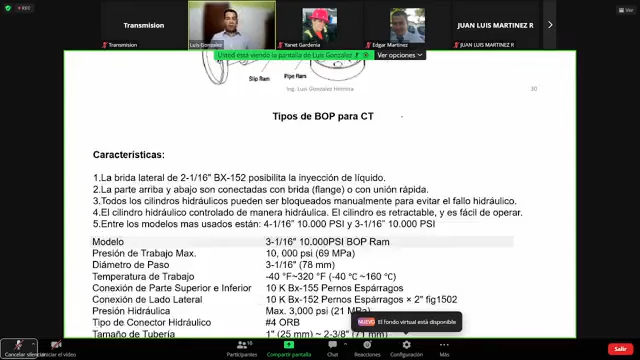 REC
Ver
Transmision
JUAN LUIS MARTINEZ R
Transmision
Luis Gonzalez
Yanet Gardenia
Edgar Martinez
JUAN LUIS MARTINEZ R
Usted está viendo la pantalla de Luis Gonzalez
Ver opciones
Slip Ram
Pipe Ram
Ing. Luis Gonzalez Hermosa
30
Tipos de BOP para CT
Características:
1.La brida lateral de 2-1/16" BX-152 posibilita la inyección de líquido.
2.La parte arriba y abajo son conectadas con brida (flange) o con unión rápida.
3.Todos los cilindros hidráulicos pueden ser bloqueados manualmente para evitar el fallo hidráulico.
4.El cilindro hidráulico controlado de manera hidráulica. El cilindro es retractable, y es fácil de operar.
5.Entre los modelos mas usados están: 4-1/16" 10.000 PSI y 3-1/16" 10.000 PSI
Modelo 3-1/16" 10.000PSI BOP Ram
Presión de Trabajo Max. 10, 000 psi (69 MPa)
Diámetro de Paso 3-1/16" (78 mm)
Temperatura de Trabajo -40 °F~320 °F (-40 °C ~160 °C)
Conexión de Parte Superior e Inferior 10 K Bx-155 Pernos Espárragos
Conexión de Lado Lateral 10 K Bx-152 Pernos Espárragos × 2" fig1502
Presión Hidráulica Max. 3,000 psi (21 MPa)
Tipo de Conector Hidráulico #4 ORB
Tamaño de Tubería 1" (25 mm) ~ 2-3/8" (71 mm)
NUEVO El fondo virtual está disponible
Cancelar silencio
Iniciar el vídeo
Participantes
Compartir pantalla
Chat
Reacciones
Configuración
Más
Salir